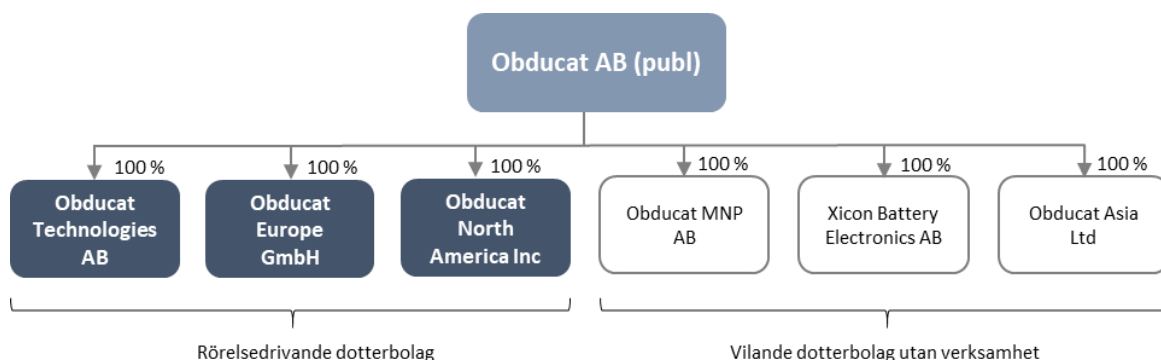 Obducat AB (publ)
100 %
100 %
100 %
100 %
100 %
100 %
Obducat
Technologies
AB
Obducat
Europe
GmbH
Obducat
North
America Inc
Obducat MNP
AB
Xicon Battery
Electronics AB
Obducat Asia
Ltd
Rörelsedrivande dotterbolag
Vilande dotterbolag utan verksamhet